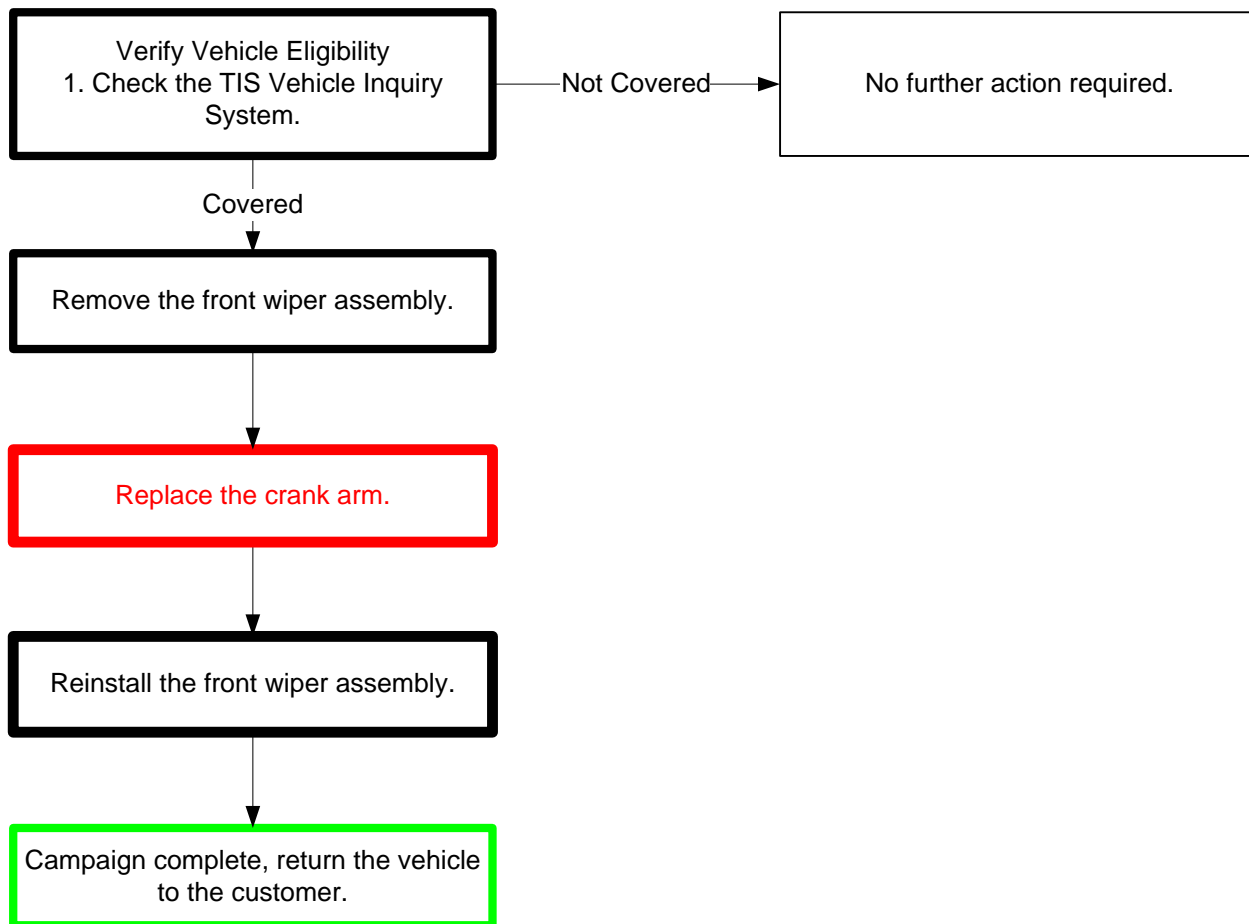 Verify Vehicle Eligibility
1. Check the TIS Vehicle Inquiry
System.
Not Covered
No further action required.
Covered
Remove the front wiper assembly.
Replace the crank arm.
Reinstall the front wiper assembly.
Campaign complete, return the vehicle
to the customer.